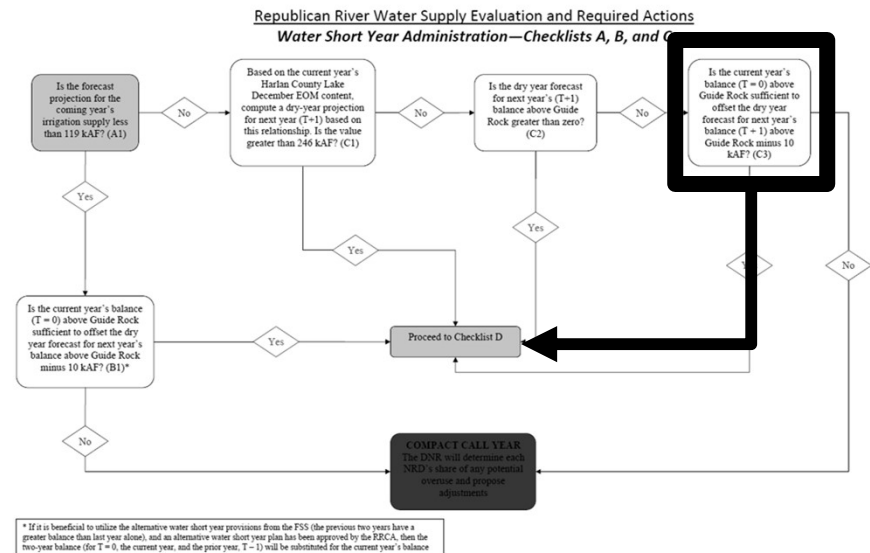 Republican River Water Supply Evaluation and Required Actions
Water Short Year Administration—Checklists A, B, and C
Is the forecast
projection for the
coming year's
irrigation supply less
than 119 kAF? (A1)
No
Based on the current year's
Harlan County Lake
December EOM content,
compute a dry-year projection
for next year (T+1) based on
this relationship. Is the value
greater than 246 kAF? (C1)
No
Is the dry year forecast
for next year's (T+1)
balance above Guide
Rock greater than zero?
(C2)
No
Is the current year's
balance (T = 0) above
Guide Rock sufficient to
offset the dry year
forecast for next year's
balance (T + 1) above
Guide Rock minus 10
kAF? (C3)
Yes
Yes
Yes
No
Is the current year's balance
(T = 0) above Guide Rock
sufficient to offset the dry
year forecast for next year's
balance above Guide Rock
minus 10 kAF? (B1)*
Yes
Proceed to Checklist D
No
COMPACT CALL YEAR
The DNR will determine each
NRD's share of any potential
overuse and propose
adjustments
* If it is beneficial to utilize the alternative water short year provisions from the FSS (the previous two years have a
greater balance than last year alone), and an alternative water short year plan has been approved by the RRCA, then the
two-year balance (for T = 0, the current year, and the prior year, T – 1) will be substituted for the current year's balance